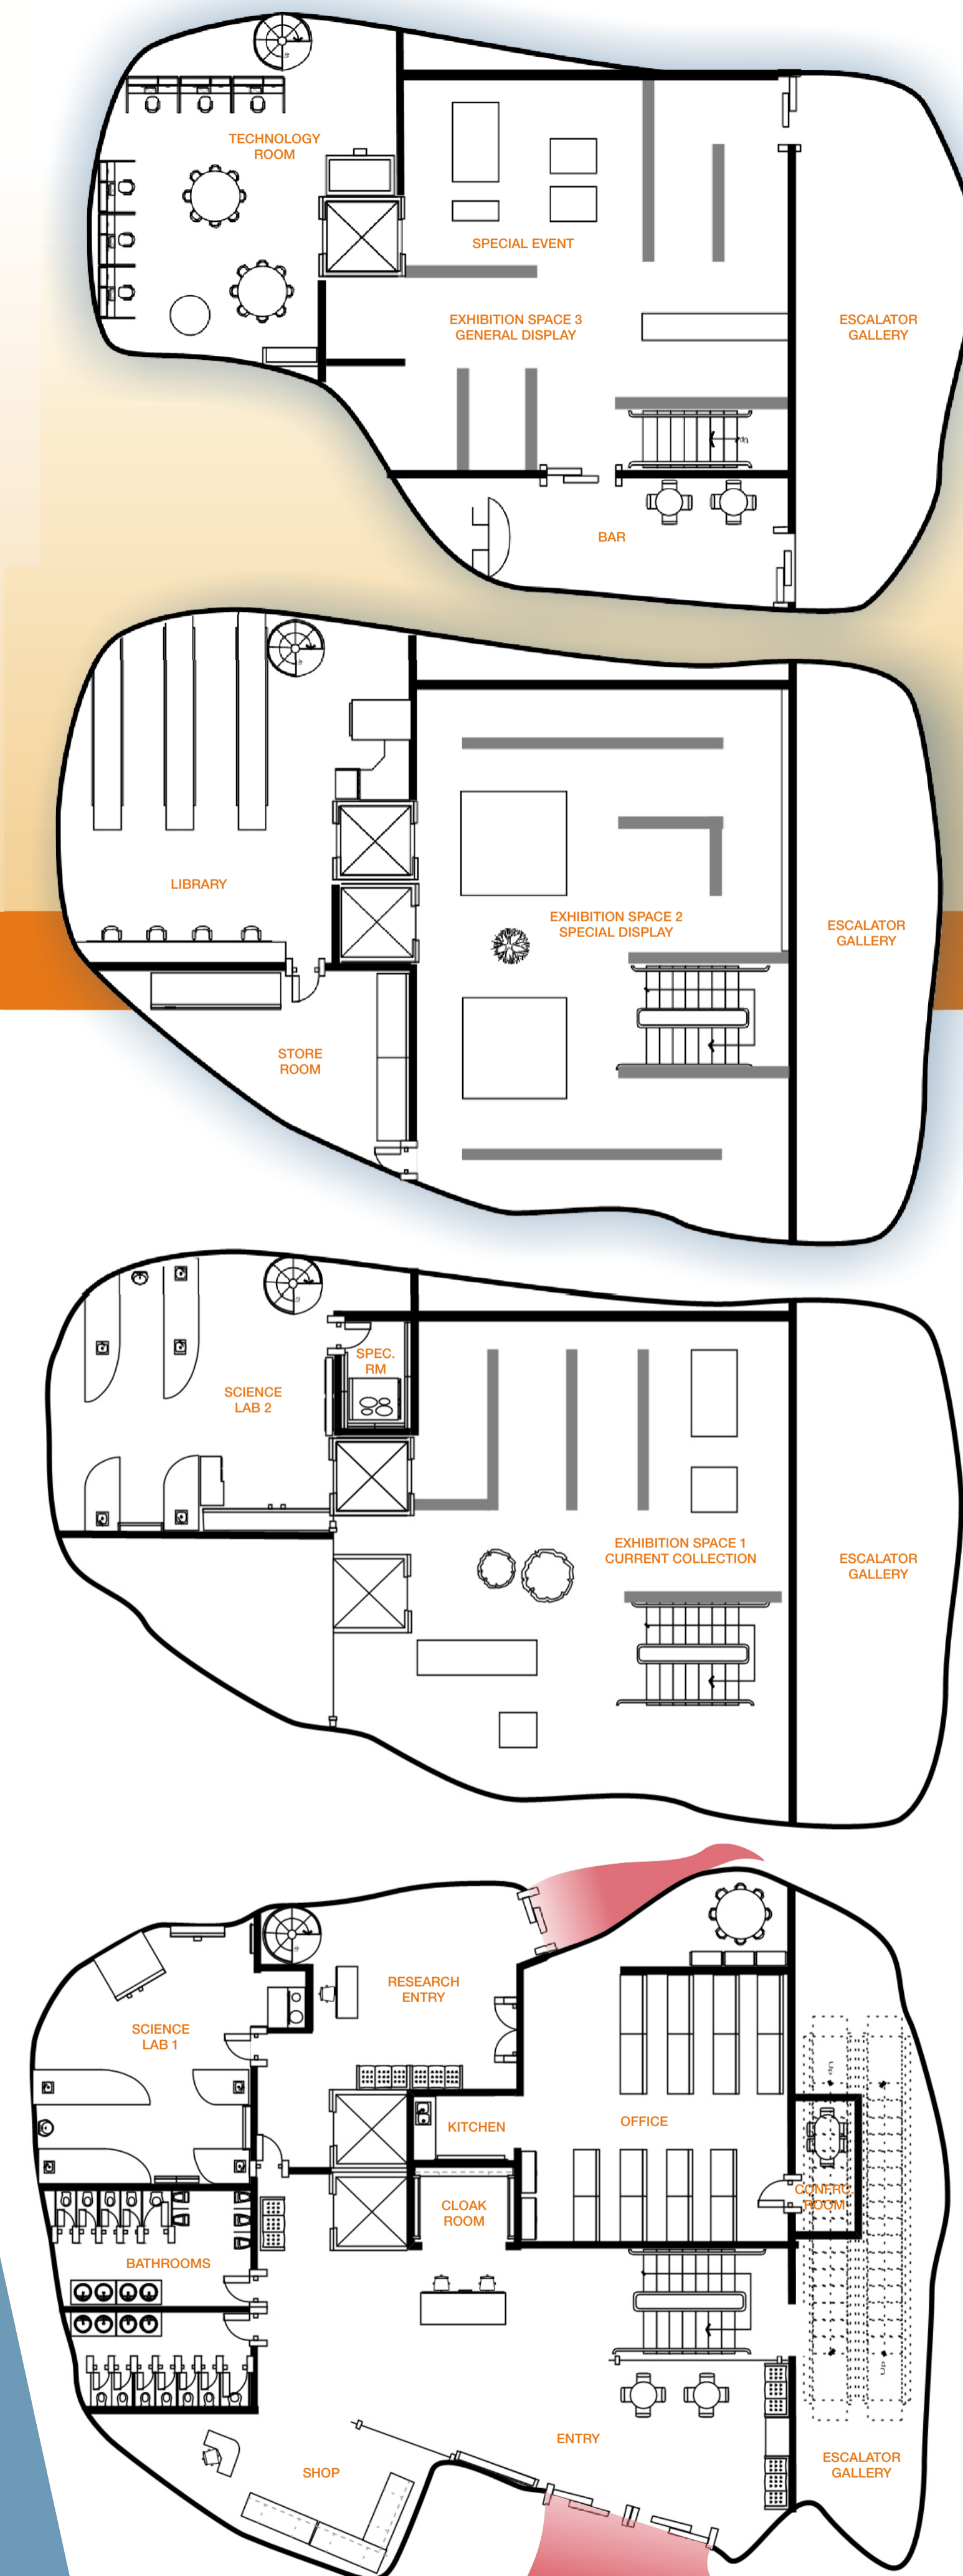 TECHNOLOGY
ROOM
SPECIAL EVENT
EXHIBITION SPACE 3
GENERAL DISPLAY
ESCALATOR
GALLERY
BAR
LIBRARY
EXHIBITION SPACE 2
SPECIAL DISPLAY
ESCALATOR
GALLERY
STORE
ROOM
SPEC.
RM
SCIENCE
LAB 2
EXHIBITION SPACE 1
CURRENT COLLECTION
ESCALATOR
GALLERY
RESEARCH
ENTRY
SCIENCE
LAB 1
KITCHEN
OFFICE
CONFRC.
ROOM
CLOAK
ROOM
BATHROOMS
UP
ENTRY
SHOP
ESCALATOR
GALLERY